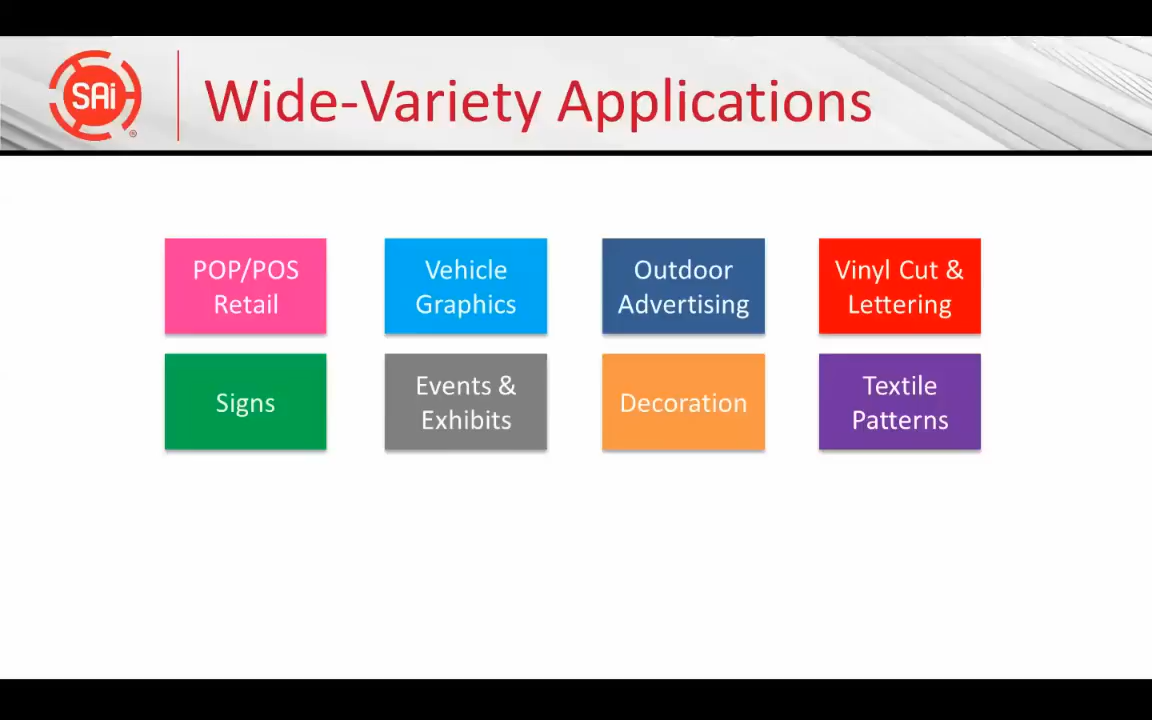 SAi
®
Wide-Variety Applications
POP/POS
Retail
Vehicle
Graphics
Outdoor
Advertising
Vinyl Cut &
Lettering
Signs
Events &
Exhibits
Decoration
Textile
Patterns